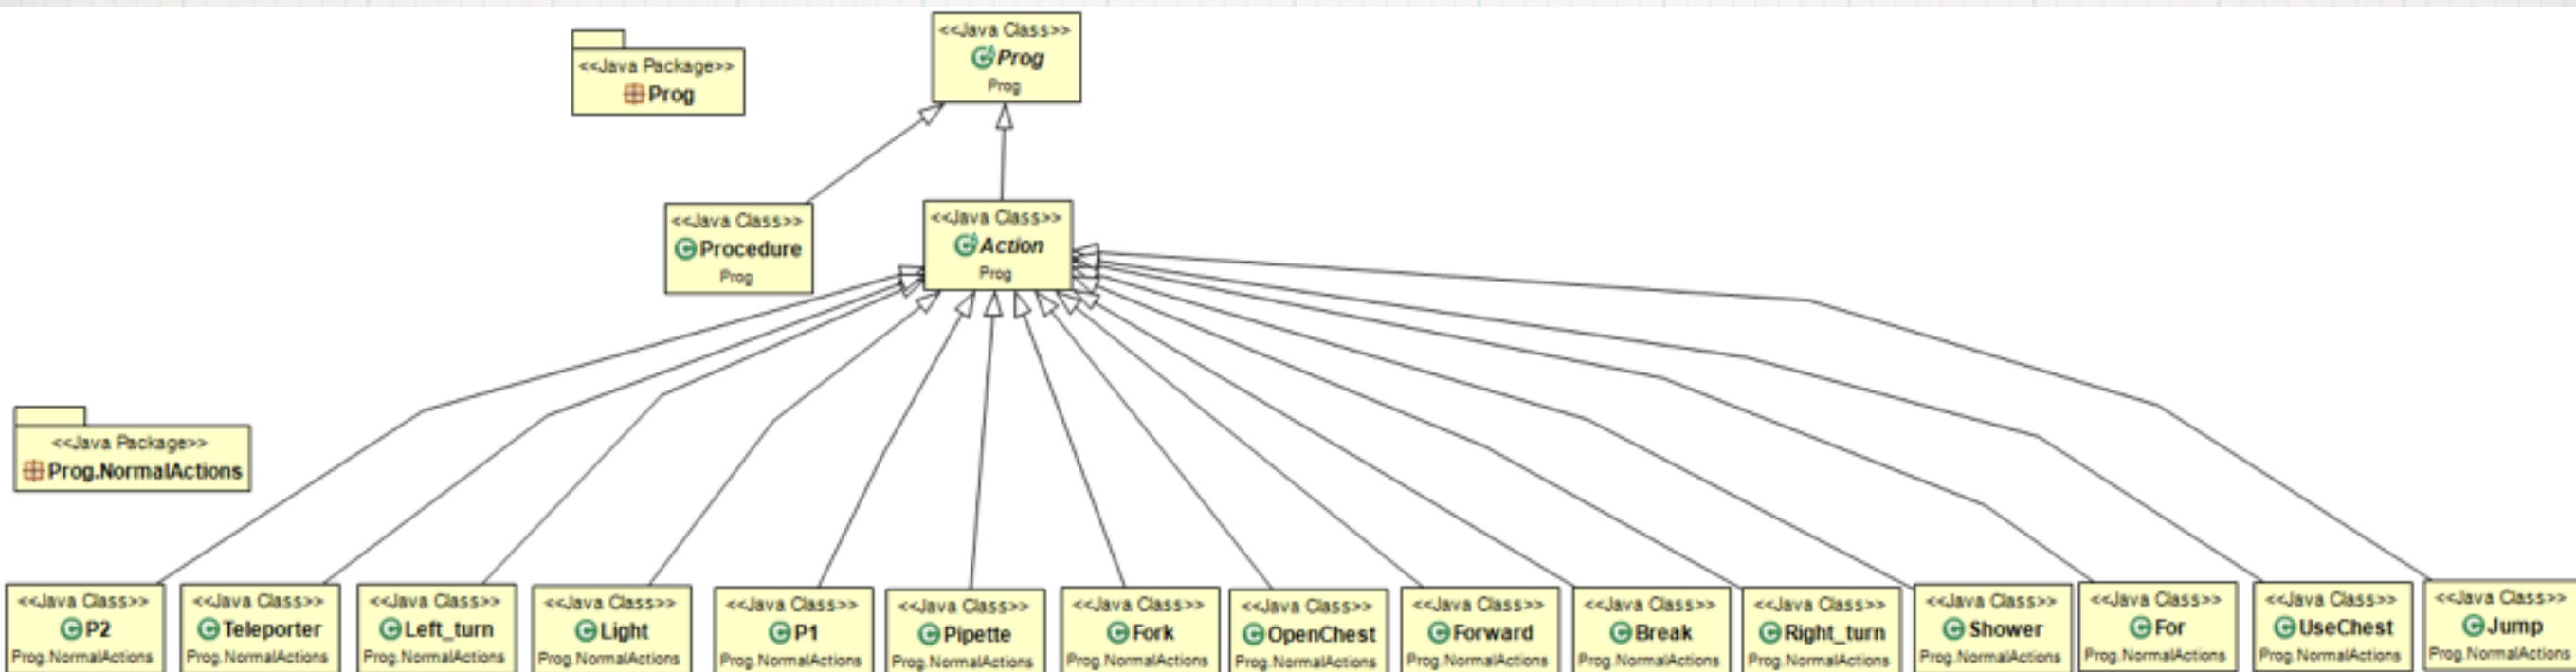 <<Java Class>>
Prog
Prog
<<Java Package>>
Prog
<<Java Class>>
Procedure
Prog
<<Java Class>>
Action
Prog
<<Java Package>>
Prog.NormalActions
<<Java Class>>
P2
Prog.NormalActions
<<Java Class>>
Teleporter
Prog.NormalActions
<<Java Class>>
Left_turn
Prog.NormalActions
<<Java Class>>
Light
Prog.NormalActions
<<Java Class>>
P1
Prog.NormalActions
<<Java Class>>
Pipette
Prog.NormalActions
<<Java Class>>
Fork
Prog.NormalActions
<<Java Class>>
OpenChest
Prog.NormalActions
<<Java Class>>
Forward
Prog.NormalActions
<<Java Class>>
Break
Prog.NormalActions
<<Java Class>>
Right_turn
Prog.NormalActions
<<Java Class>>
Shower
Prog.NormalActions
<<Java Class>>
For
Prog.NormalActions
<<Java Class>>
UseChest
Prog.NormalActions
<<Java Class>>
Jump
Prog.NormalActions